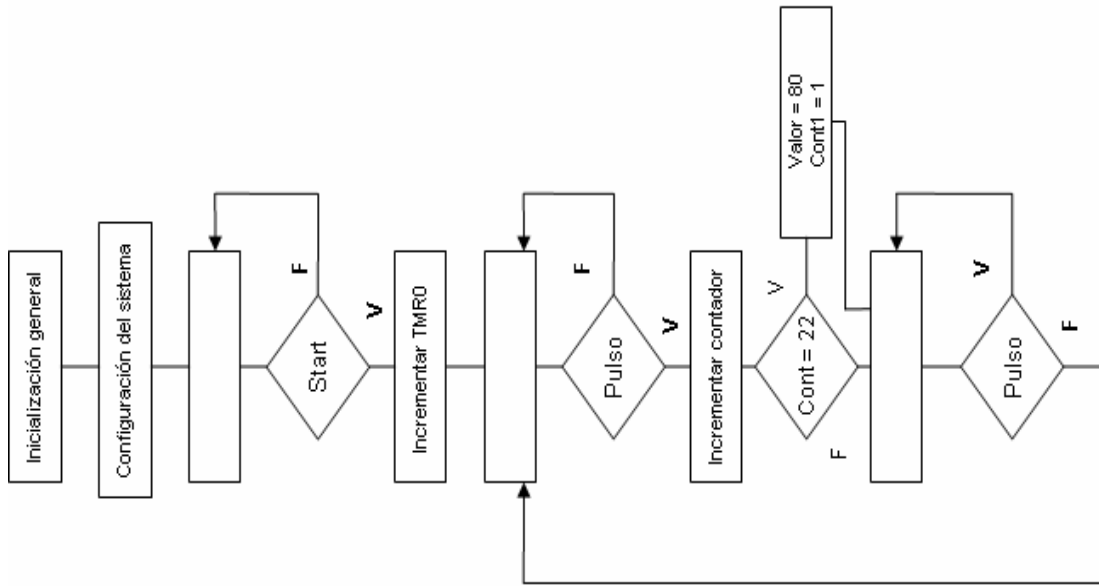 Inicialización general
Configuración del sistema
Start
F
V
Incrementar TMR0
Pulso
F
V
Incrementar contador
Cont = 22
V
F
Valor = 80
Cont1 = 1
Pulso
V
F